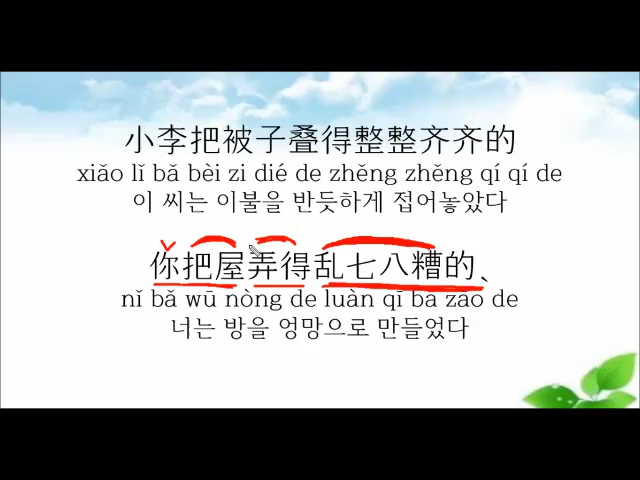 小李把被子叠得整整齐齐的
xiǎo lǐ bǎ bèi zi dié de zhěng zhěng qí qí de
이 씨는 이불을 반듯하게 접어놓았다
你把屋弄得乱七八糟的、
nǐ bǎ wū nòng de luàn qī bā zāo de
너는 방을 엉망으로 만들었다